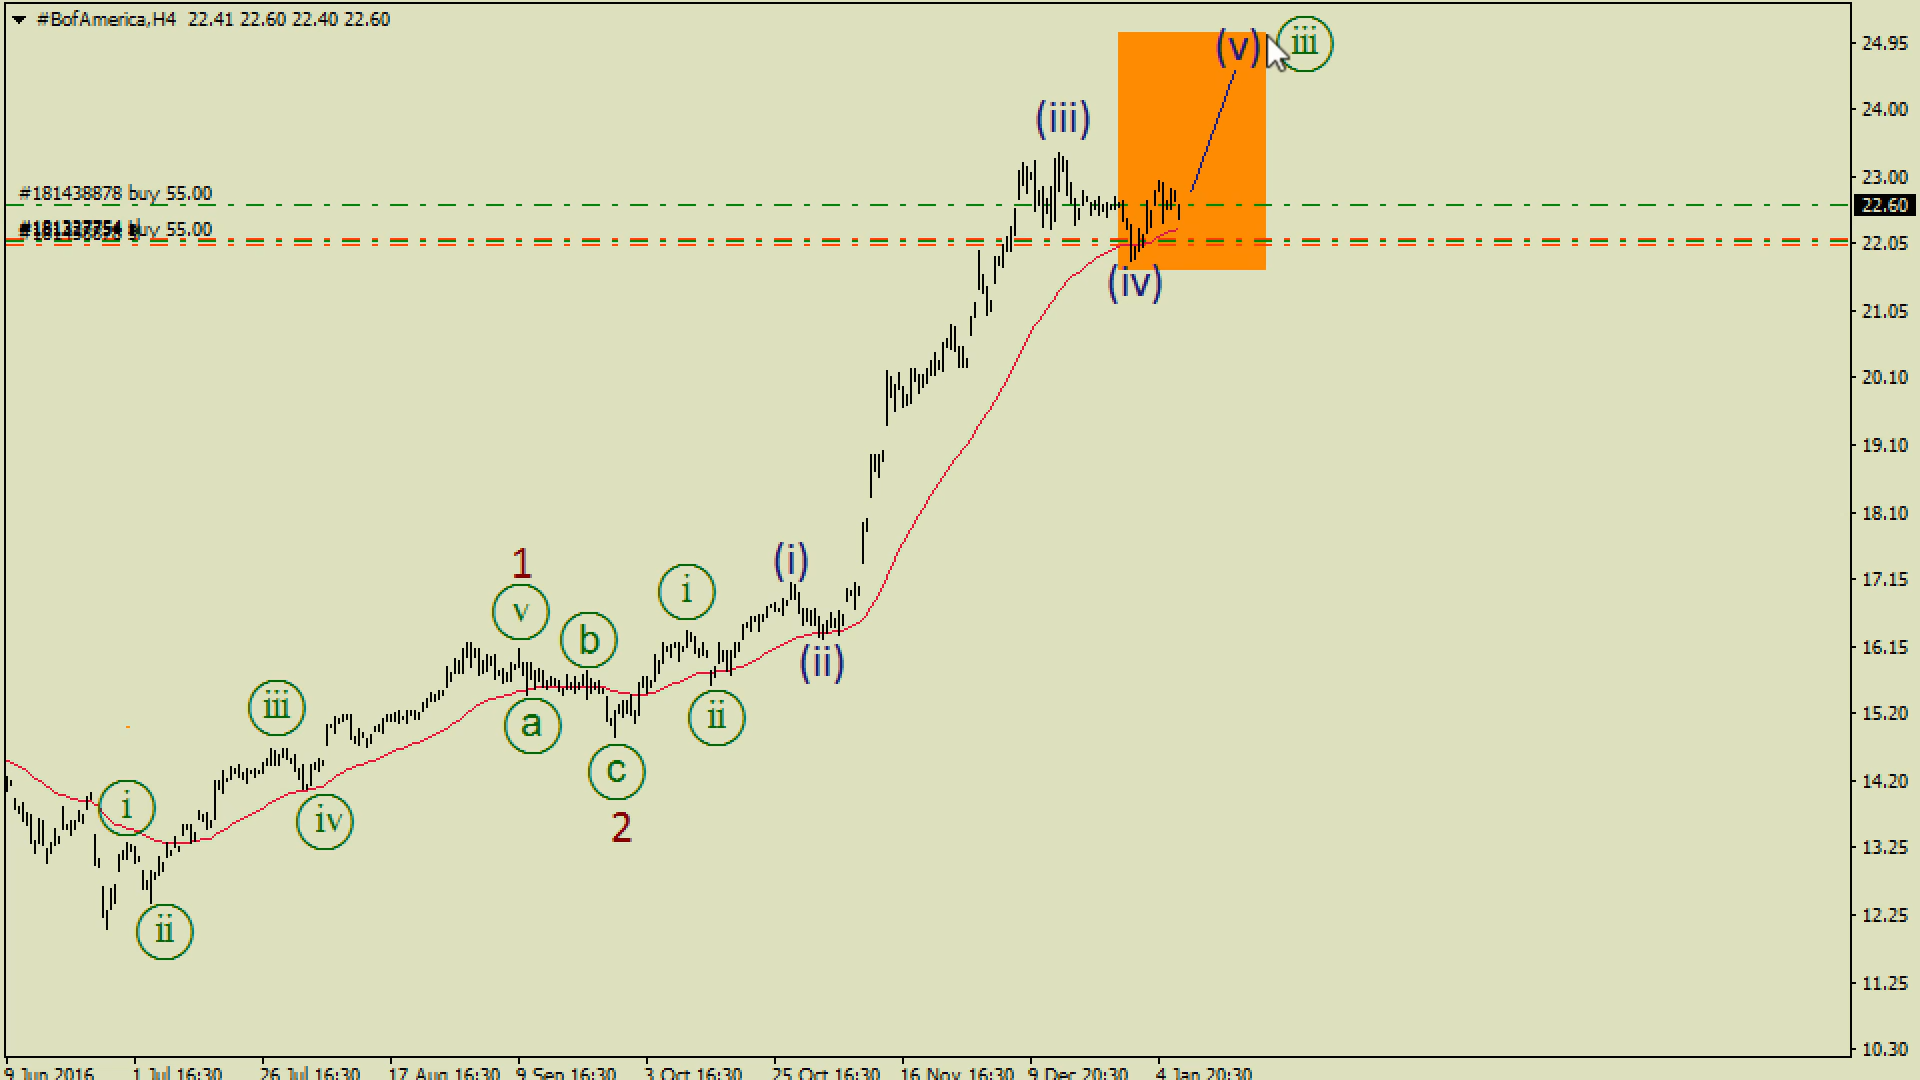 #BofAmerica,H4 22.41 22.60 22.40 22.60
(v) iii
24.95
(iii)
24.00
23.00
#181438878 buy 55.00
22.60
buy 55.00
22.05
(iv)
21.05
20.10
19.10
18.10
(i)
1
17.15
i
v
b
16.15
(ii)
iii
15.20
ii
a
14.20
c
i
iv
2
13.25
12.25
ii
11.25
10.30
9 Jun 2016 1 Jul 16:30 26 Jul 16:30 17 Aug 16:30 9 Sep 16:30 3 Oct 16:30 25 Oct 16:30 16 Nov 16:30 9 Dec 20:30 4 Jan 20:30